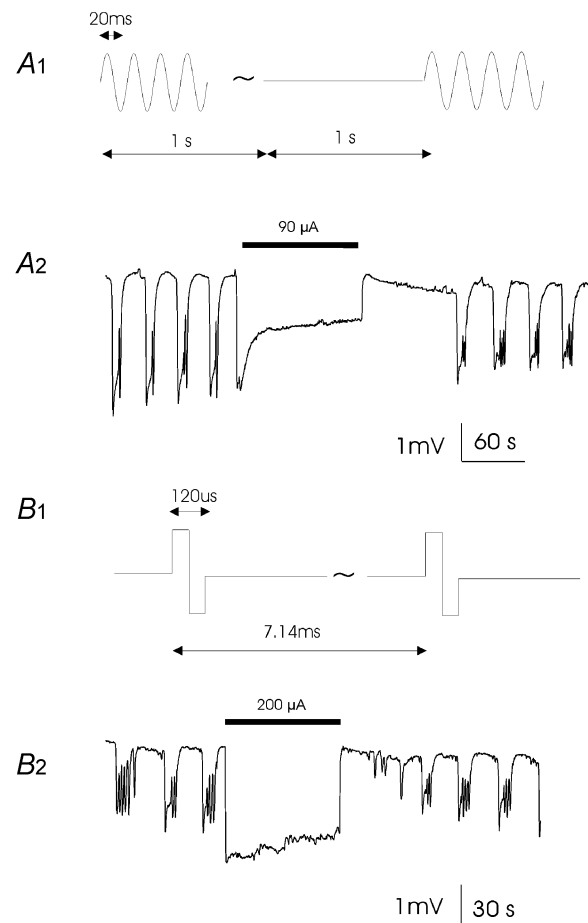 20ms
A1
~
1 s
1 s
90 µA
A2
1mV 60 s
B1
120us
~
7.14ms
200 µA
B2
1mV 30 s